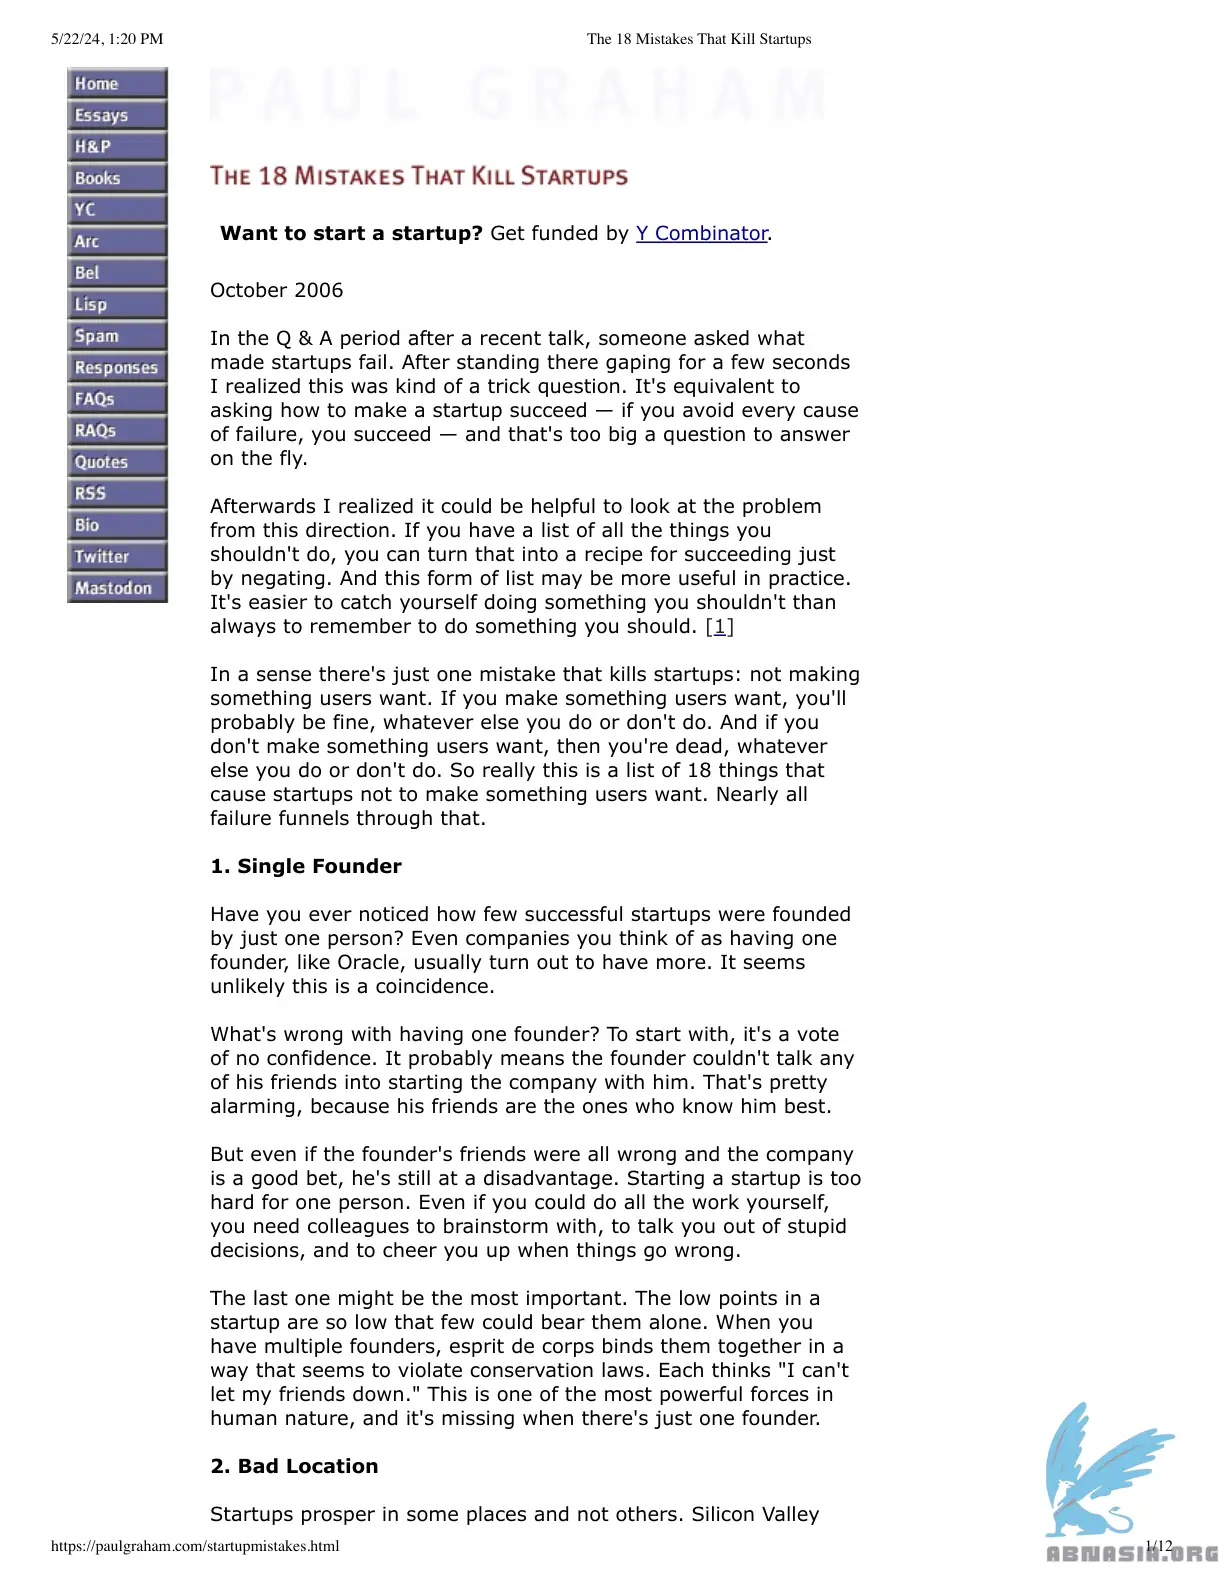 5/22/24, 1:20 PM
The 18 Mistakes That Kill Startups
Home
Essays
H&P
Books
YC
Arc
Bel
Lisp
Spam
Responses
FAQs
RAQs
Quotes
RSS
Bio
Twitter
Mastodon
PAUL GRAHAM
The 18 Mistakes That Kill Startups
Want to start a startup? Get funded by Y Combinator.
October 2006
In the Q & A period after a recent talk, someone asked what
made startups fail. After standing there gaping for a few seconds
I realized this was kind of a trick question. It's equivalent to
asking how to make a startup succeed — if you avoid every cause
of failure, you succeed — and that's too big a question to answer
on the fly.
Afterwards I realized it could be helpful to look at the problem
from this direction. If you have a list of all the things you
shouldn't do, you can turn that into a recipe for succeeding just
by negating. And this form of list may be more useful in practice.
It's easier to catch yourself doing something you shouldn't than
always to remember to do something you should. [1]
In a sense there's just one mistake that kills startups: not making
something users want. If you make something users want, you'll
probably be fine, whatever else you do or don't do. And if you
don't make something users want, then you're dead, whatever
else you do or don't do. So really this is a list of 18 things that
cause startups not to make something users want. Nearly all
failure funnels through that.
1. Single Founder
Have you ever noticed how few successful startups were founded
by just one person? Even companies you think of as having one
founder, like Oracle, usually turn out to have more. It seems
unlikely this is a coincidence.
What's wrong with having one founder? To start with, it's a vote
of no confidence. It probably means the founder couldn't talk any
of his friends into starting the company with him. That's pretty
alarming, because his friends are the ones who know him best.
But even if the founder's friends were all wrong and the company
is a good bet, he's still at a disadvantage. Starting a startup is too
hard for one person. Even if you could do all the work yourself,
you need colleagues to brainstorm with, to talk you out of stupid
decisions, and to cheer you up when things go wrong.
The last one might be the most important. The low points in a
startup are so low that few could bear them alone. When you
have multiple founders, esprit de corps binds them together in a
way that seems to violate conservation laws. Each thinks "I can't
let my friends down." This is one of the most powerful forces in
human nature, and it's missing when there's just one founder.
2. Bad Location
Startups prosper in some places and not others. Silicon Valley
https://paulgraham.com/startupmistakes.html
1/12
ABNASIA.ORG